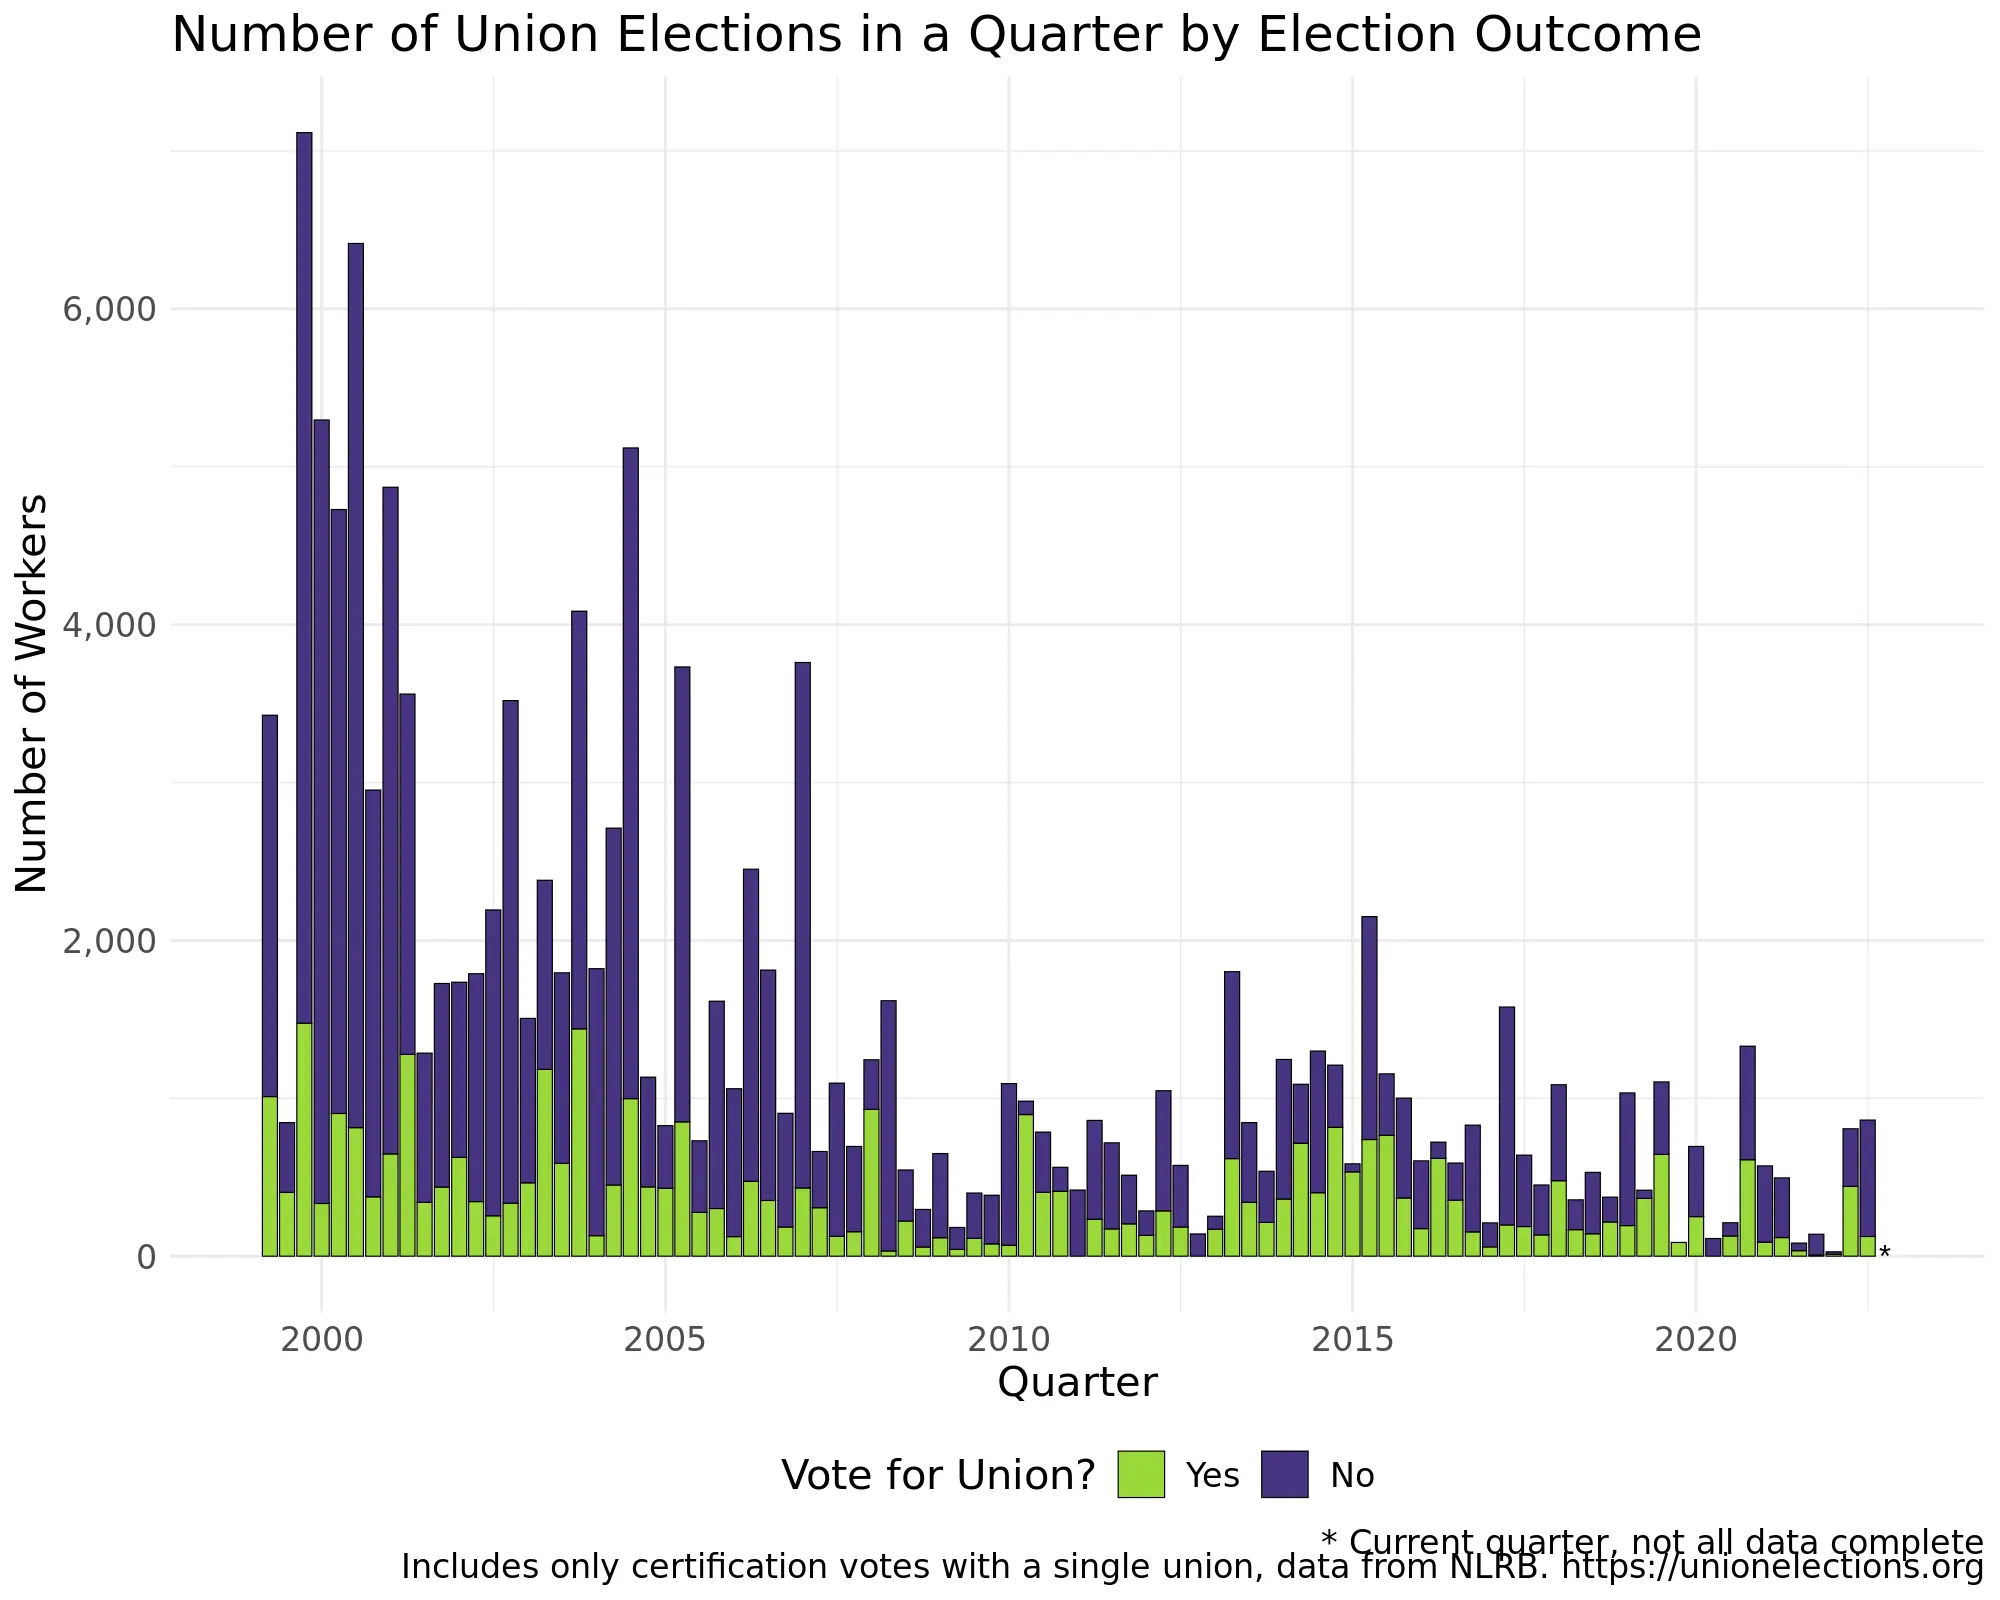 Number of Union Elections in a Quarter by Election Outcome
Number of Workers
6,000
4,000
2,000
0
*
2000 2005 2010 2015 2020
Quarter
Vote for Union? Yes No
* Current quarter, not all data complete
Includes only certification votes with a single union, data from NLRB. https://unionelections.org